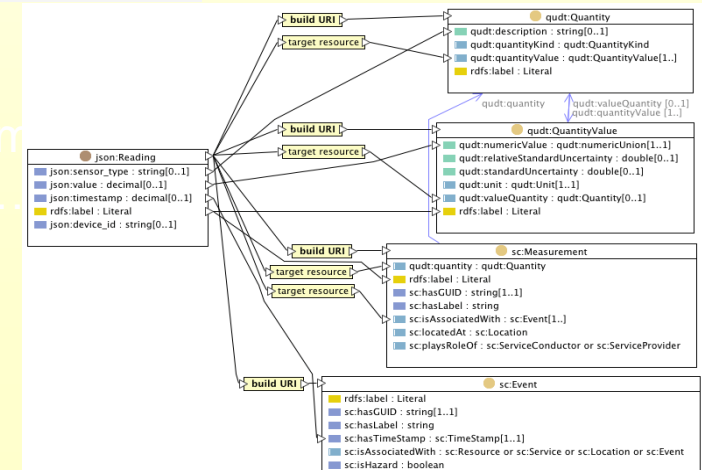 build URI
target resource
qudt:Quantity
qudt:description : string[0..1]
qudt:quantityKind : qudt:QuantityKind
qudt:quantityValue : qudt:QuantityValue[1..]
rdfs:label : Literal
qudt:quantity
qudt:valueQuantity [0..1]
qudt:quantityValue [1..]
build URI
target resource
qudt:QuantityValue
qudt:numericValue : qudt:numericUnion[1..1]
qudt:relativeStandardUncertainty : double[0..1]
qudt:standardUncertainty : double[0..1]
qudt:unit : qudt:Unit[1..1]
qudt:valueQuantity : qudt:Quantity[0..1]
rdfs:label : Literal
json:Reading
json:sensor_type : string[0..1]
json:value : decimal[0..1]
json:timestamp : decimal[0..1]
rdfs:label : Literal
json:device_id : string[0..1]
build URI
target resource
target resource
sc:Measurement
qudt:quantity : qudt:Quantity
rdfs:label : Literal
sc:hasGUID : string[1..1]
sc:hasLabel : string
sc:isAssociatedWith : sc:Event[1..]
sc:locatedAt : sc:Location
sc:playsRoleOf : sc:ServiceConductor or sc:ServiceProvider
build URI
sc:Event
rdfs:label : Literal
sc:hasGUID : string[1..1]
sc:hasLabel : string
sc:hasTimeStamp : sc:TimeStamp[1..1]
sc:isAssociatedWith : sc:Resource or sc:Service or sc:Location or sc:Event
sc:isHazard : boolean